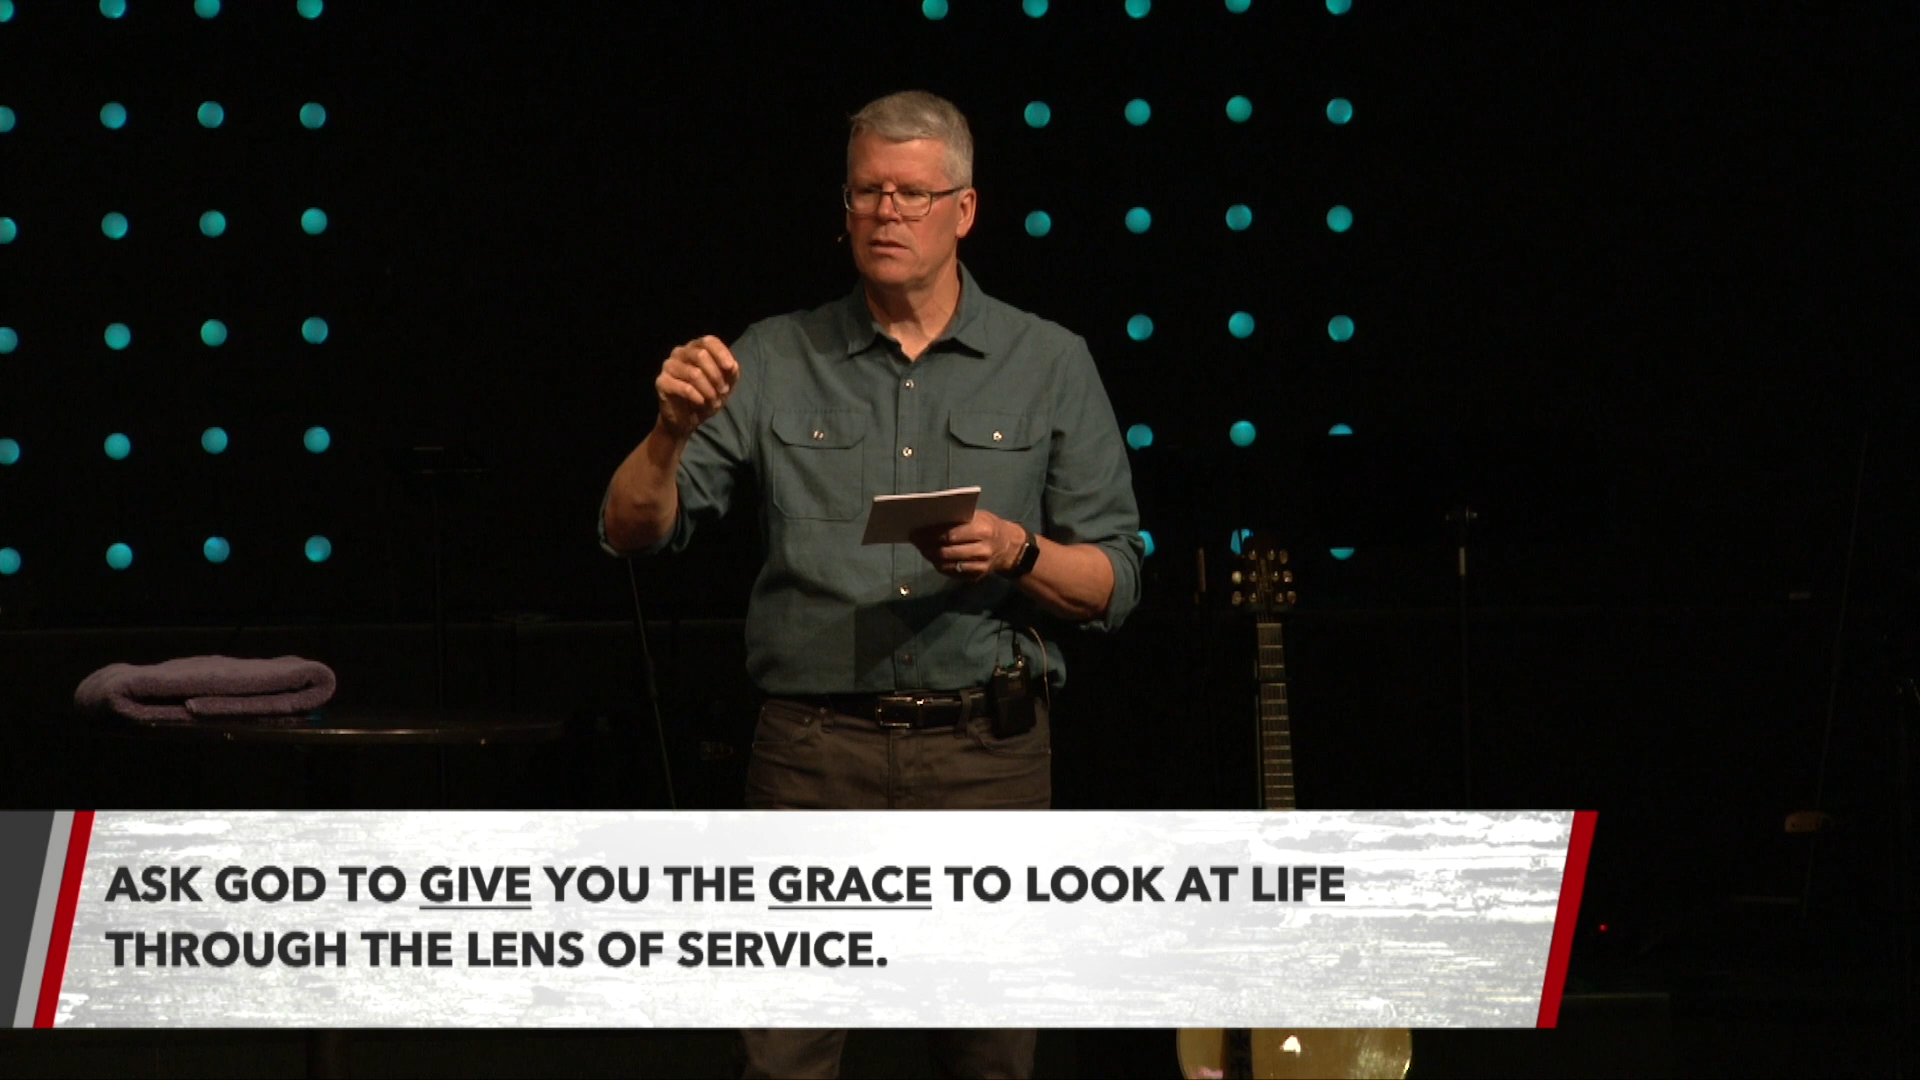 ASK GOD TO GIVE YOU THE GRACE TO LOOK AT LIFE
THROUGH THE LENS OF SERVICE.